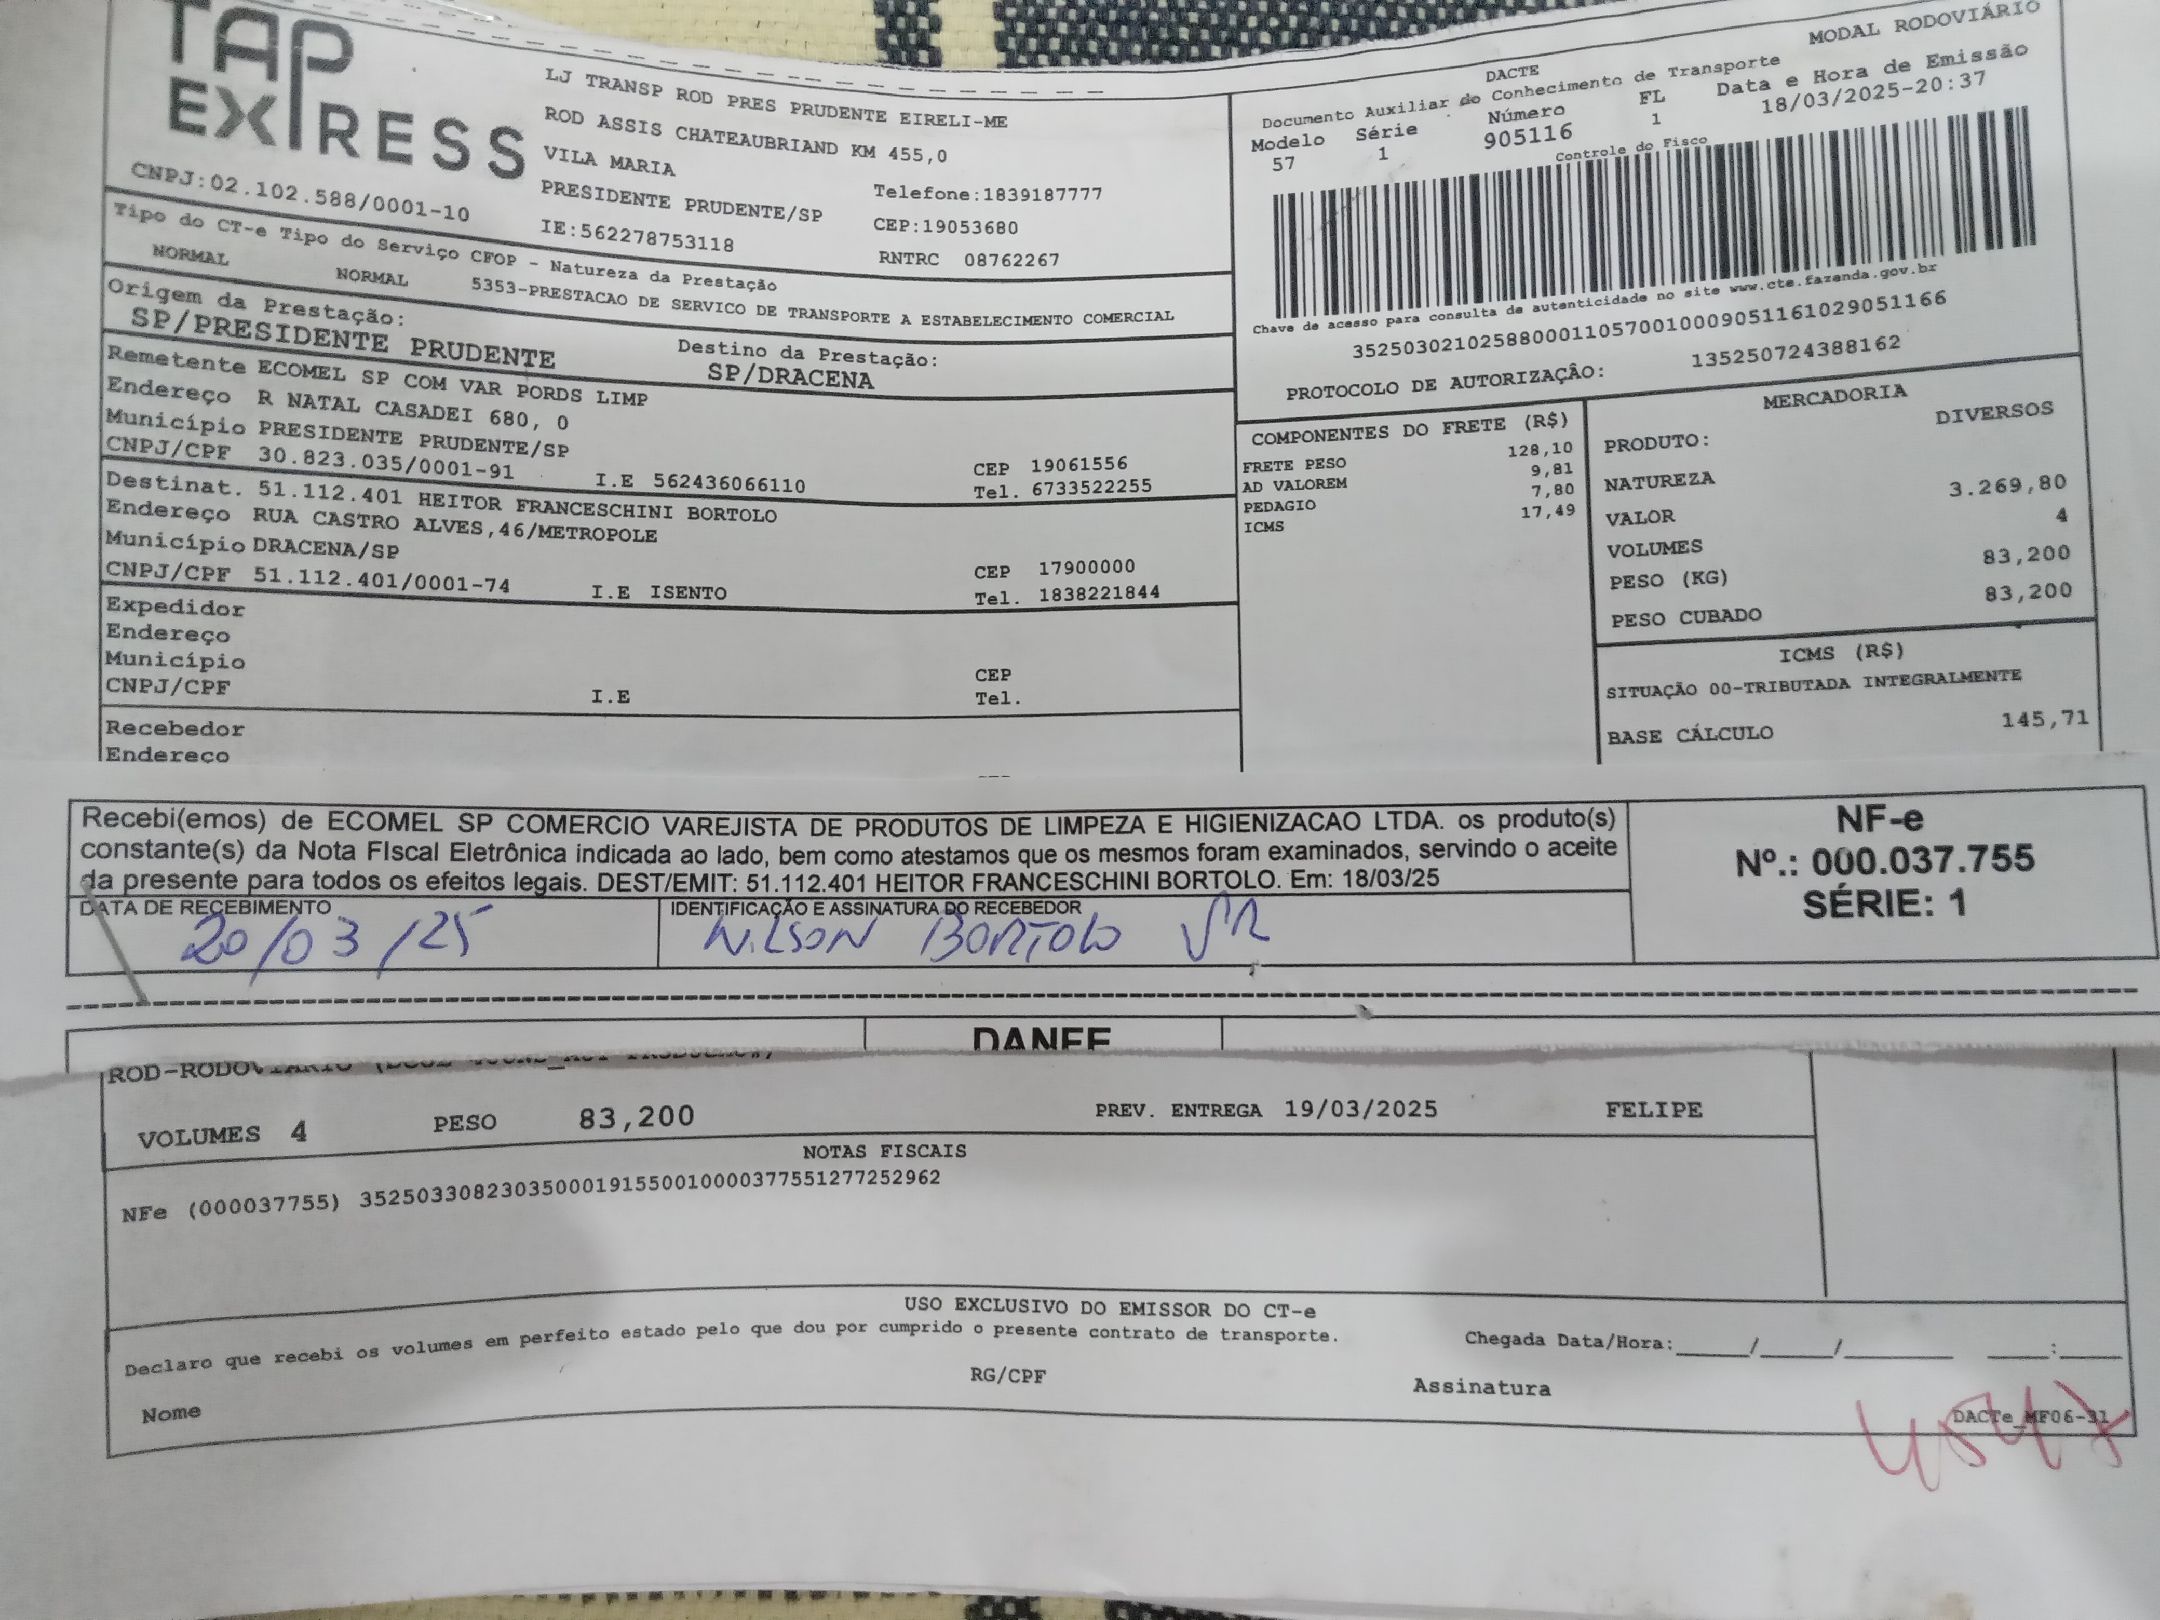 TAP
EXPRESS
CNPJ:02.102.588/0001-10
LJ TRANSP ROD PRES PRUDENTE EIRELI-ME
ROD ASSIS CHATEAUBRIAND KM 455,0
VILA MARIA
PRESIDENTE PRUDENTE/SP
IE:562278753118
Telefone:1839187777
CEP:19053680
RNTRC 08762267
MODAL RODOVIÁRIO
DACTE
Documento Auxiliar do Conhecimento de Transporte
Modelo Série Número FL Data e Hora de Emissão
57 1 905116 1 18/03/2025-20:37
Controle do Fisco
Chave de acesso para consulta de autenticidade no site www.cte.fazenda.gov.br
35250302102588000110570010009051161029051166
PROTOCOLO DE AUTORIZAÇÃO: 135250724388162
Tipo do CT-e Tipo do Serviço CFOP - Natureza da Prestação
NORMAL NORMAL 5353-PRESTACAO DE SERVICO DE TRANSPORTE A ESTABELECIMENTO COMERCIAL
Origem da Prestação: Destino da Prestação:
SP/PRESIDENTE PRUDENTE SP/DRACENA
Remetente ECOMEL SP COM VAR PORDS LIMP
Endereço R NATAL CASADEI 680, 0
Município PRESIDENTE PRUDENTE/SP CEP 19061556
CNPJ/CPF 30.823.035/0001-91 I.E 562436066110 Tel. 6733522255
Destinat. 51.112.401 HEITOR FRANCESCHINI BORTOLO
Endereço RUA CASTRO ALVES,46/METROPOLE
Município DRACENA/SP CEP 17900000
CNPJ/CPF 51.112.401/0001-74 I.E ISENTO Tel. 1838221844
Expedidor
Endereço
Município CEP
CNPJ/CPF I.E Tel.
Recebedor
Endereço
COMPONENTES DO FRETE (R$)
FRETE PESO 128,10
AD VALOREM 9,81
PEDAGIO 7,80
ICMS 17,49
MERCADORIA
PRODUTO: DIVERSOS
NATUREZA
VALOR 3.269,80
VOLUMES 4
PESO (KG) 83,200
PESO CUBADO 83,200
ICMS (R$)
SITUAÇÃO 00-TRIBUTADA INTEGRALMENTE
BASE CÁLCULO 145,71
Recebi(emos) de ECOMEL SP COMERCIO VAREJISTA DE PRODUTOS DE LIMPEZA E HIGIENIZACAO LTDA. os produto(s)
constante(s) da Nota FIscal Eletrônica indicada ao lado, bem como atestamos que os mesmos foram examinados, servindo o aceite
da presente para todos os efeitos legais. DEST/EMIT: 51.112.401 HEITOR FRANCESCHINI BORTOLO. Em: 18/03/25
DATA DE RECEBIMENTO IDENTIFICAÇÃO E ASSINATURA DO RECEBEDOR
20/03/25 NILSON BORTOLO JR
NF-e
Nº.: 000.037.755
SÉRIE: 1
DANFE
VOLUMES 4 PESO 83,200 PREV. ENTREGA 19/03/2025 FELIPE
NOTAS FISCAIS
NFe (000037755) 35250330823035000191550010000377551277252962
USO EXCLUSIVO DO EMISSOR DO CT-e
Declaro que recebi os volumes em perfeito estado pelo que dou por cumprido o presente contrato de transporte. Chegada Data/Hora:_____/_____/_______ ____:____
Nome RG/CPF Assinatura
DACTe_MF06-31